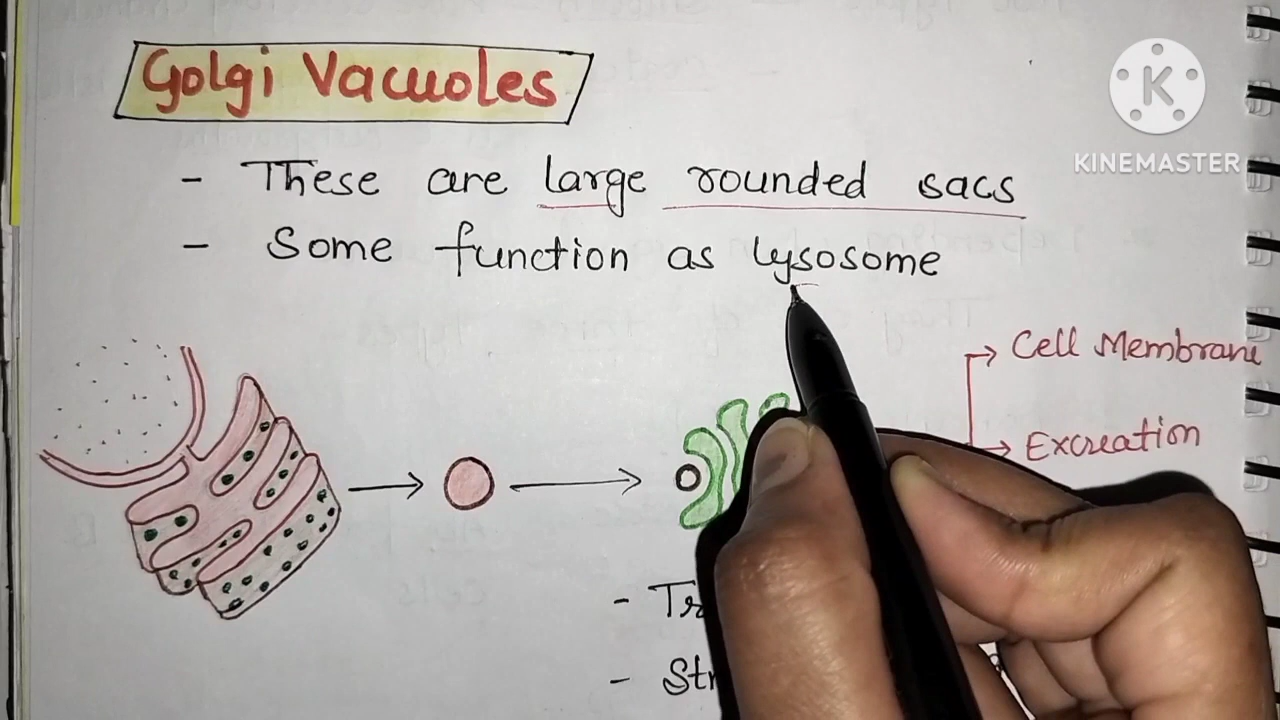 Golgi Vacuoles
KINEMASTER
- These are large rounded sacs
- Some function as lysosome
Cell Membrane
Excreation